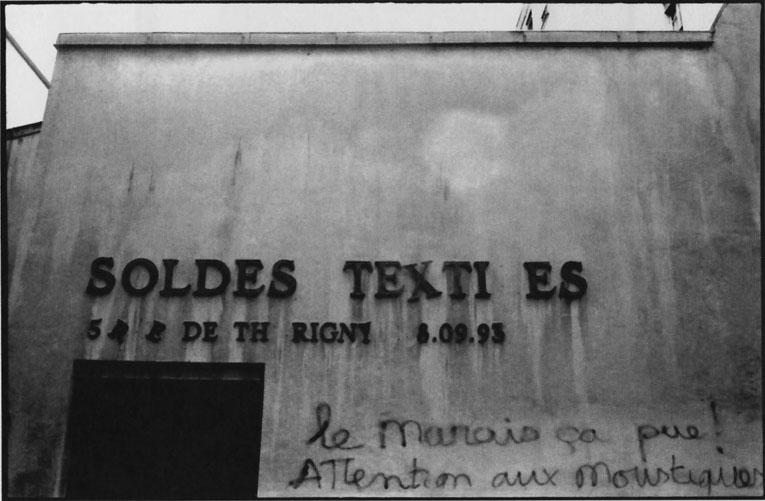 SOLDES TEXTI ES
5 R E DE TH RIGNY 8.09.93
le Marais ça pue!
ATTention aux Moustiques